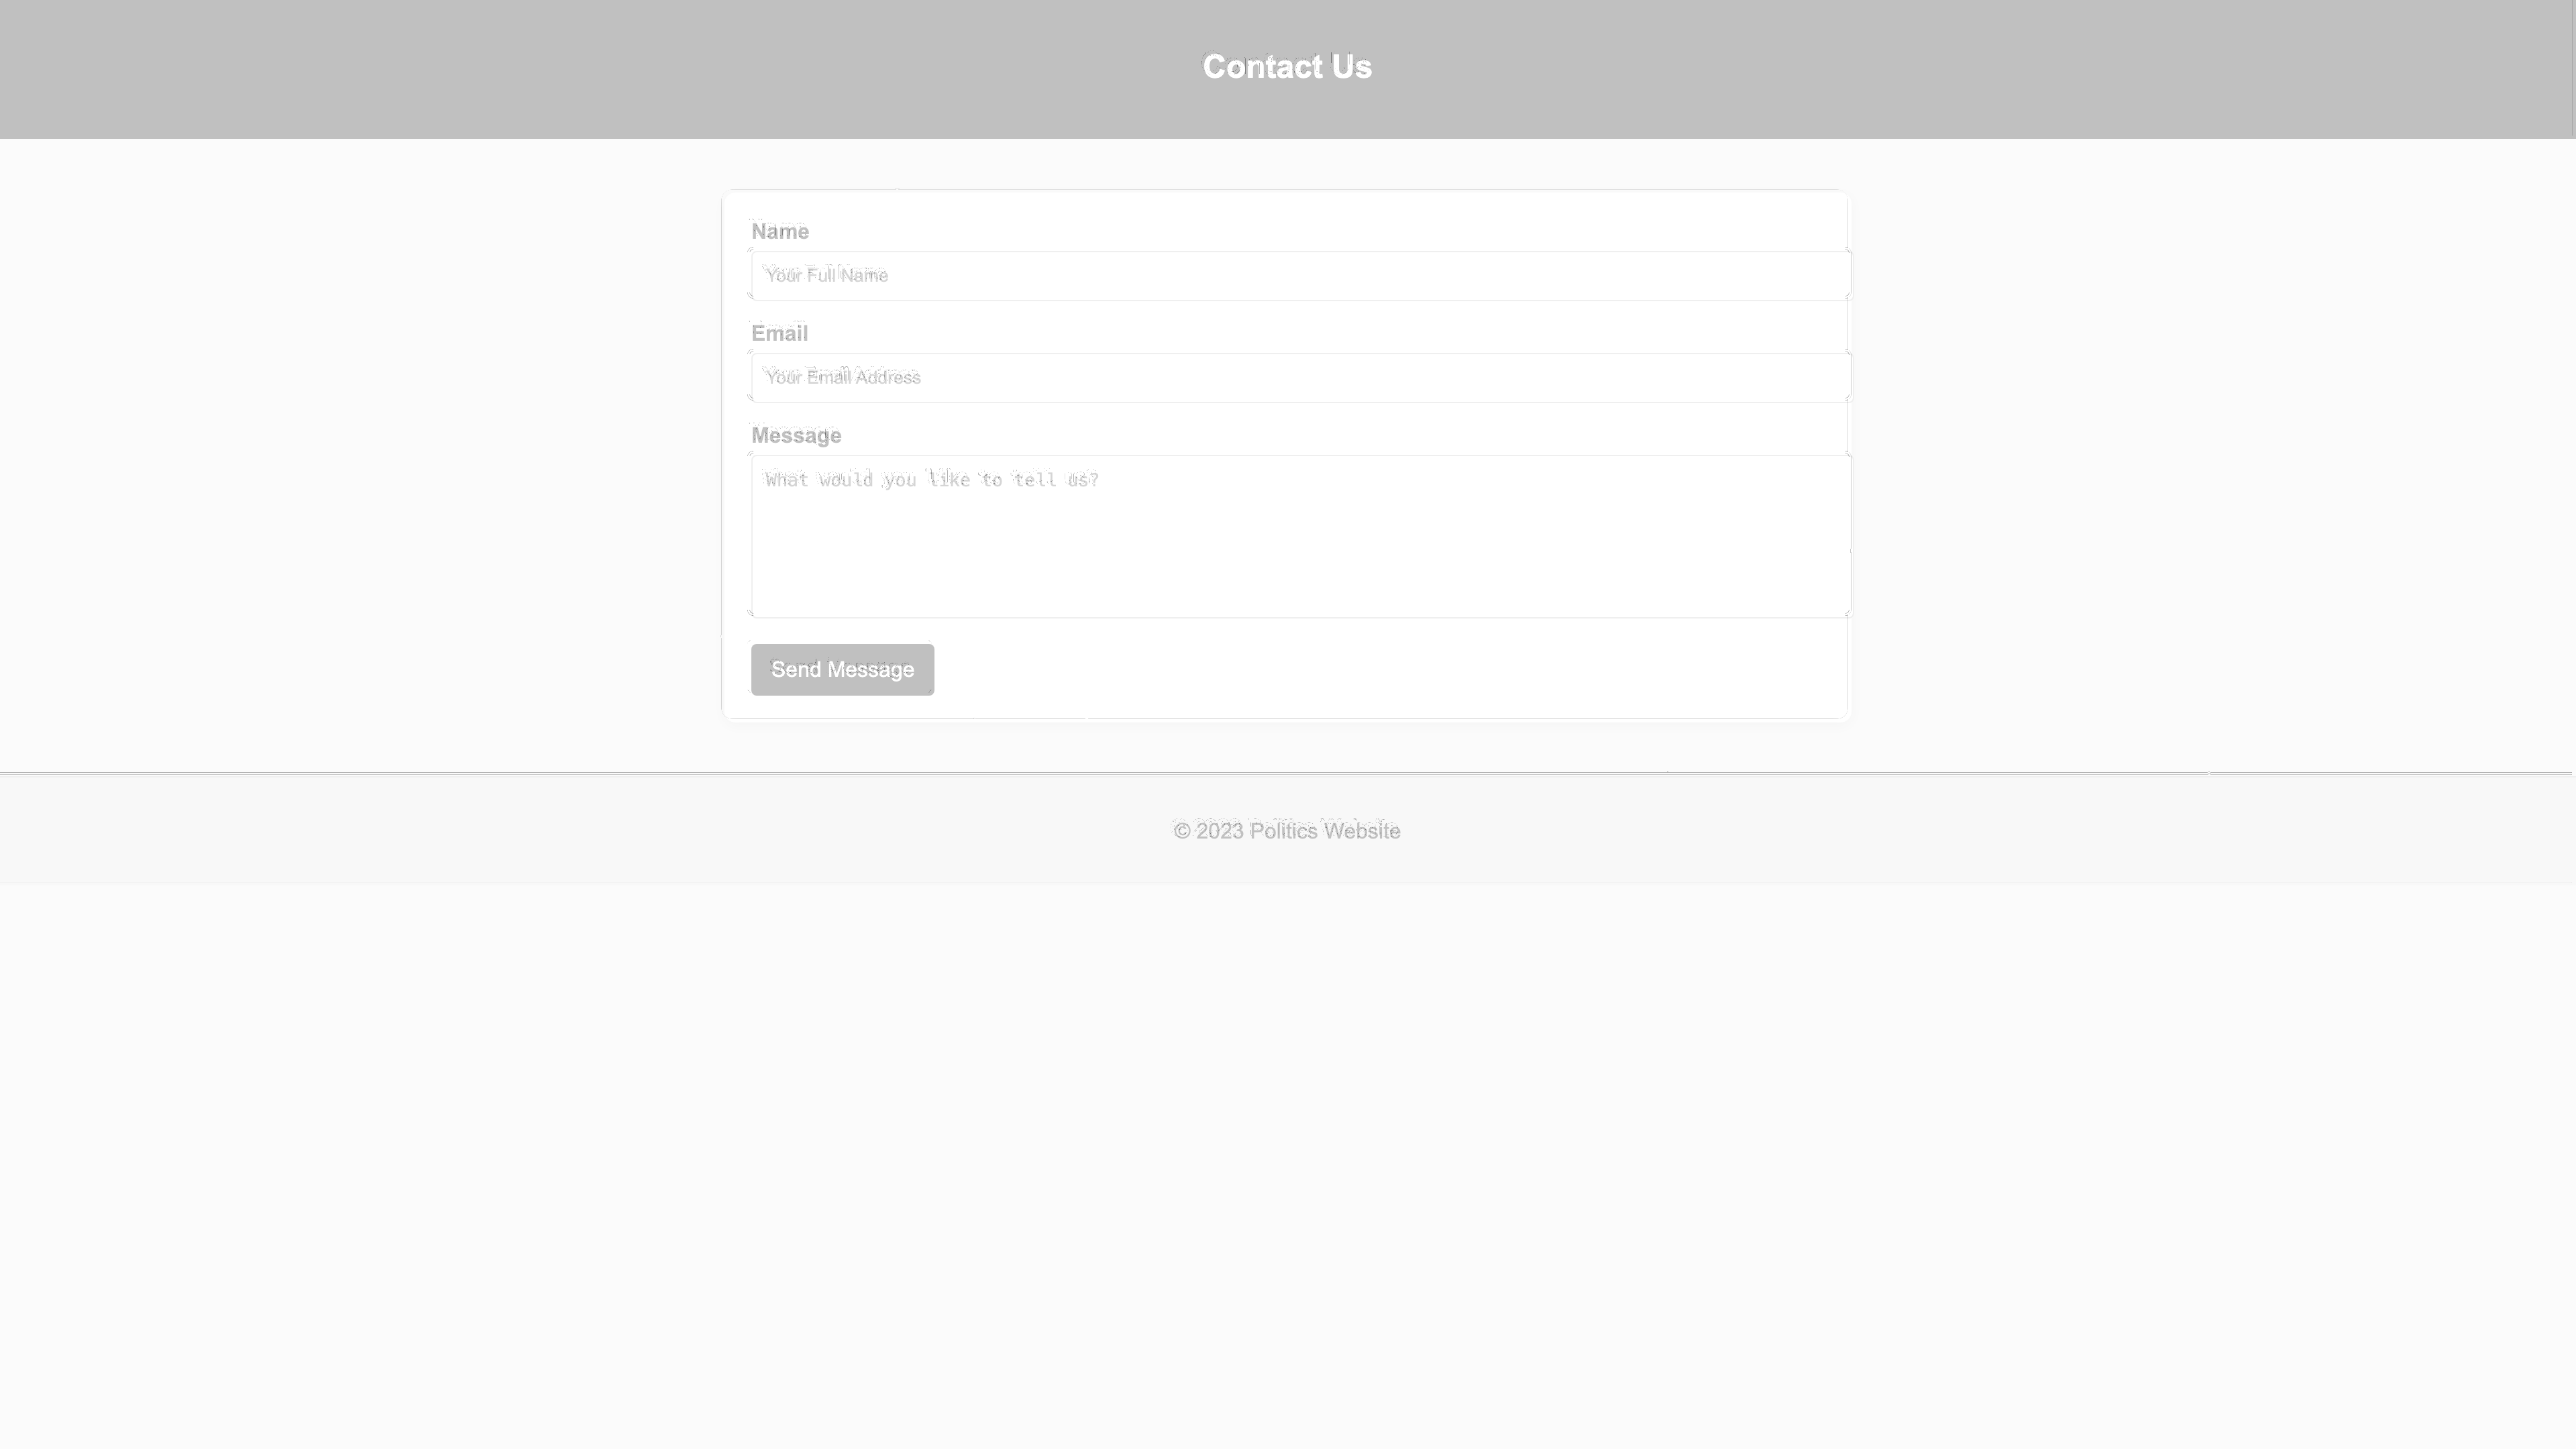 Contact Us
Name
Your Full Name
Email
Your Email Address
Message
What would you like to tell us?
Send Message
© 2023 Politics Website